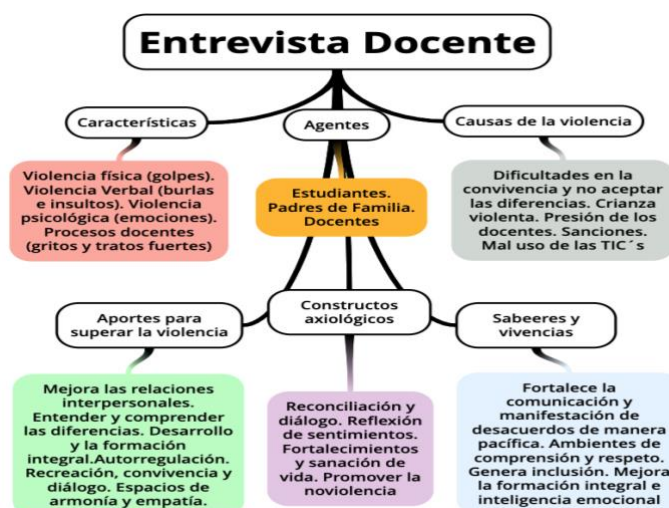 Entrevista Docente
Características
Agentes
Causas de la violencia
Violencia física (golpes).
Violencia Verbal (burlas
e insultos). Violencia
psicológica (emociones).
Procesos docentes
(gritos y tratos fuertes)
Estudiantes.
Padres de Familia.
Docentes
Dificultades en la
convivencia y no aceptar
las diferencias. Crianza
violenta. Presión de los
docentes. Sanciones.
Mal uso de las TIC´s
Aportes para
superar la violencia
Constructos
axiológicos
Sabeeres y
vivencias
Mejora las relaciones
interpersonales.
Entender y comprender
las diferencias. Desarrollo
y la formación
integral.Autorregulación.
Recreación, convivencia y
diálogo. Espacios de
armonía y empatía.
Reconciliación y
diálogo. Reflexión de
sentimientos.
Fortalecimientos
y sanación de
vida. Promover la
noviolencia
Fortalece la
comunicación y
manifestación de
desacuerdos de manera
pacífica. Ambientes de
comprensión y respeto.
Genera inclusión. Mejora
la formación integral e
inteligencia emocional